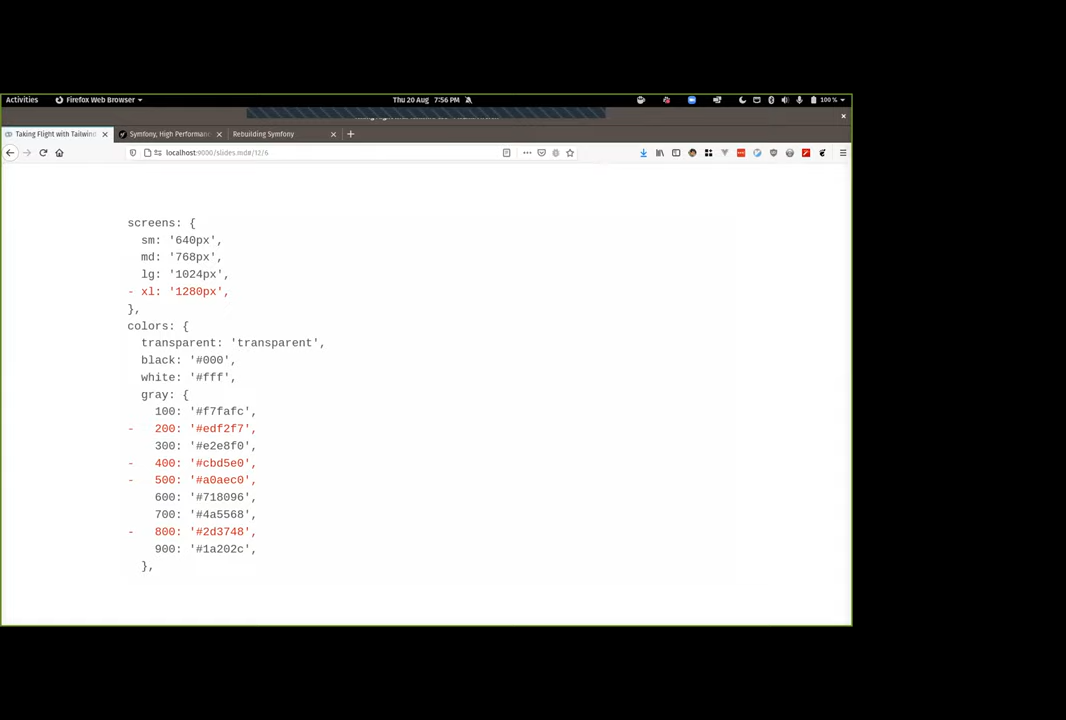 Activities
Firefox Web Browser
Thu 20 Aug 7:56 PM
100 %
Taking Flight with Tailwind
Symfony, High Performanc
Rebuilding Symfony
localhost:9000/slides.md#/12/6
screens: {
sm: '640px',
md: '768px',
lg: '1024px',
- xl: '1280px',
},
colors: {
transparent: 'transparent',
black: '#000',
white: '#fff',
gray: {
100: '#f7fafc',
- 200: '#edf2f7',
300: '#e2e8f0',
- 400: '#cbd5e0',
- 500: '#a0aec0',
600: '#718096',
700: '#4a5568',
- 800: '#2d3748',
900: '#1a202c',
},